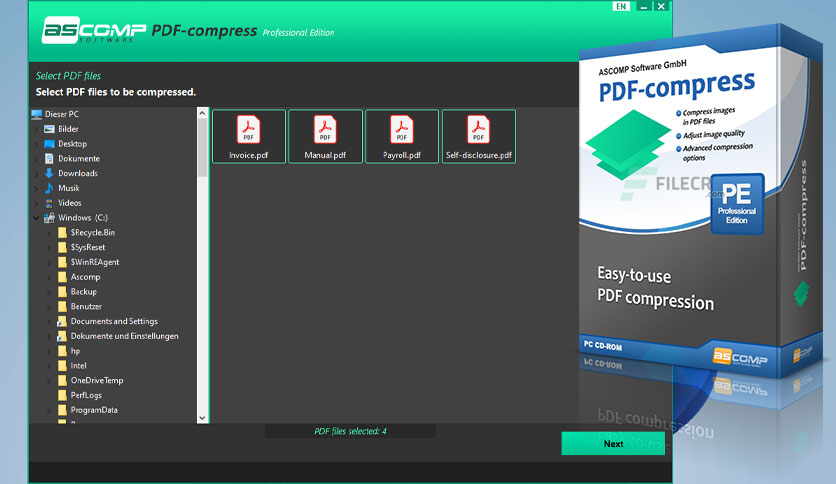 EN
ASCOMP
SOFTWARE
PDF-compress Professional Edition
Select PDF files
Select PDF files to be compressed.
Dieser PC
Bilder
Desktop
Dokumente
Downloads
Musik
Videos
Windows (C:)
$Recycle.Bin
$SysReset
$WinREAgent
Ascomp
Backup
Benutzer
Documents and Settings
Dokumente und Einstellungen
hp
Intel
OneDriveTemp
PerfLogs
ProgramData
PDF
Invoice.pdf
PDF
Manual.pdf
PDF
Payroll.pdf
PDF
Self-disclosure.pdf
PDF files selected: 4
Next
ASCOMP Software GmbH
PDF-compress
Compress images
in PDF files
Adjust image quality
Advanced compression
options
FILECR
.com
PE
Professional
Edition
Easy-to-use
PDF compression
PC CD-ROM
ASCOMP
PDF-compress